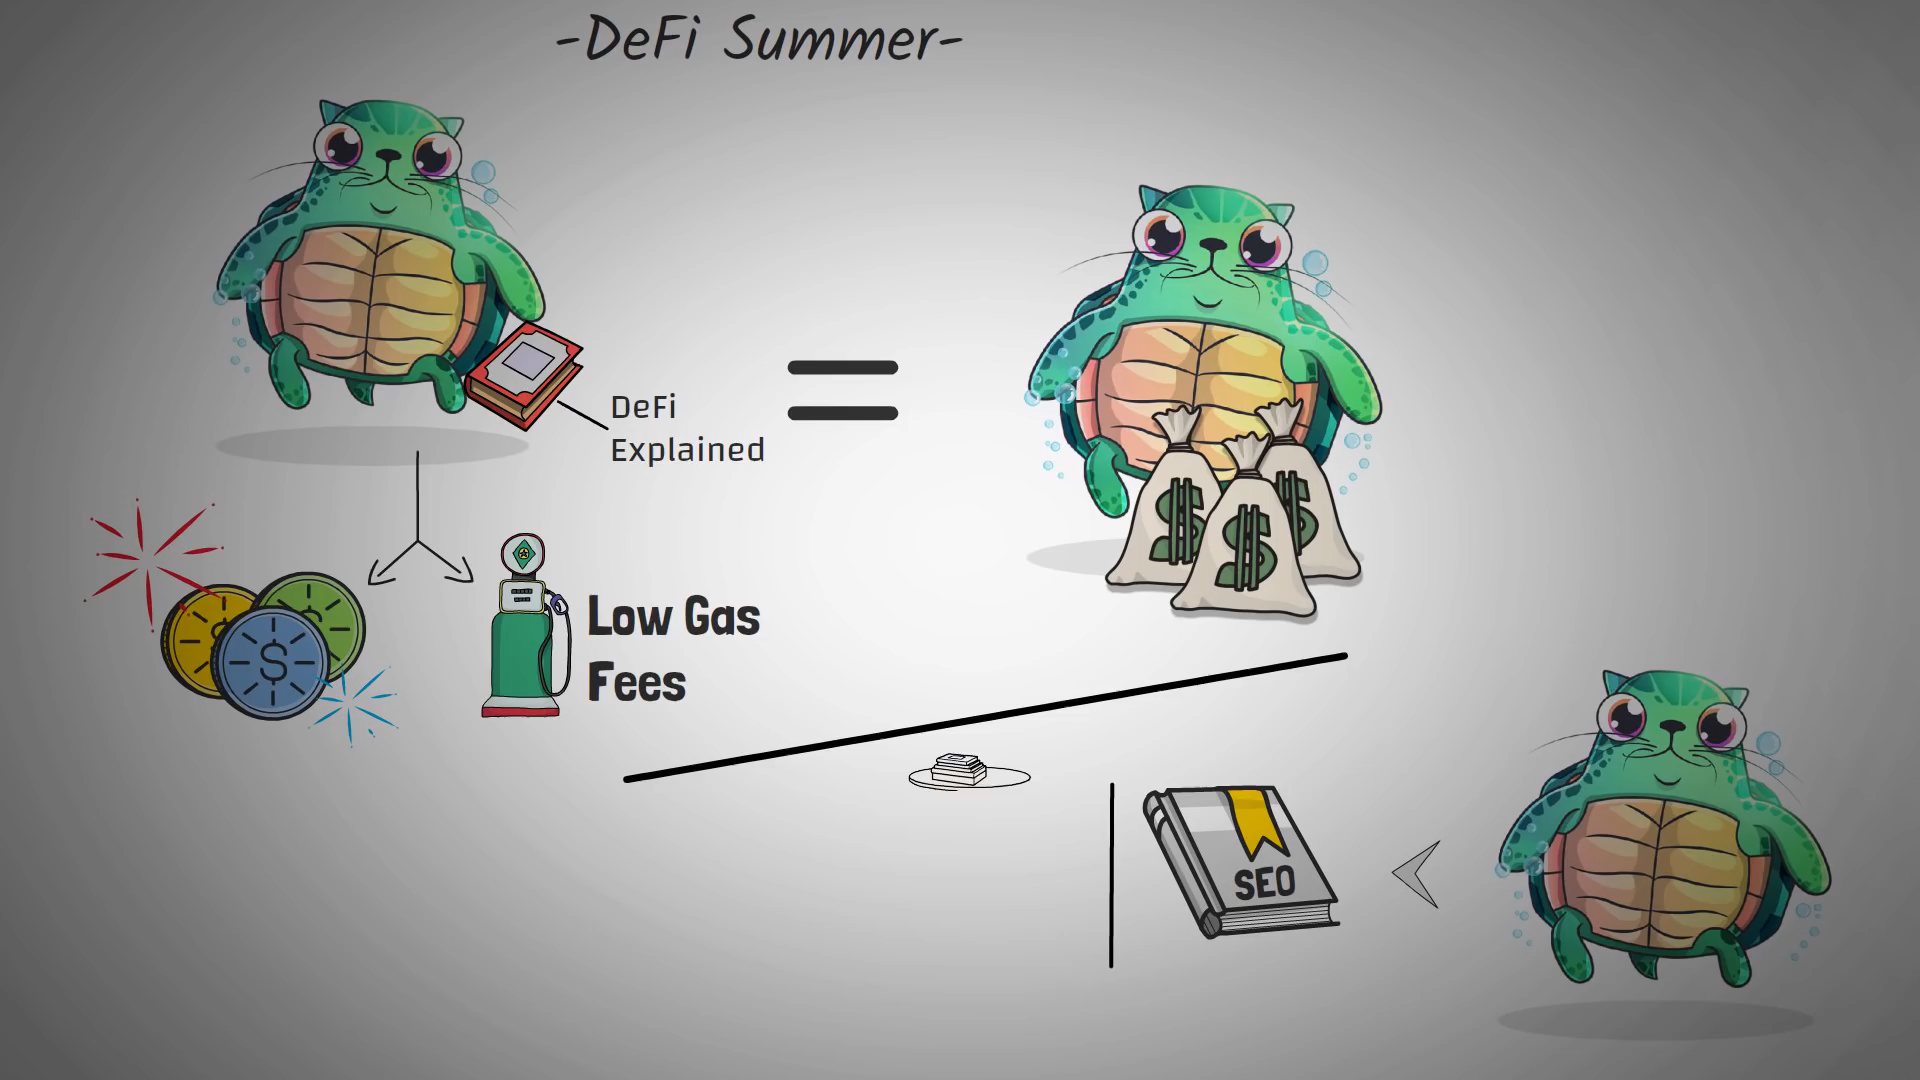 -DeFi Summer-
DeFi
Explained
$
$
$
$
Low Gas
Fees
SEO